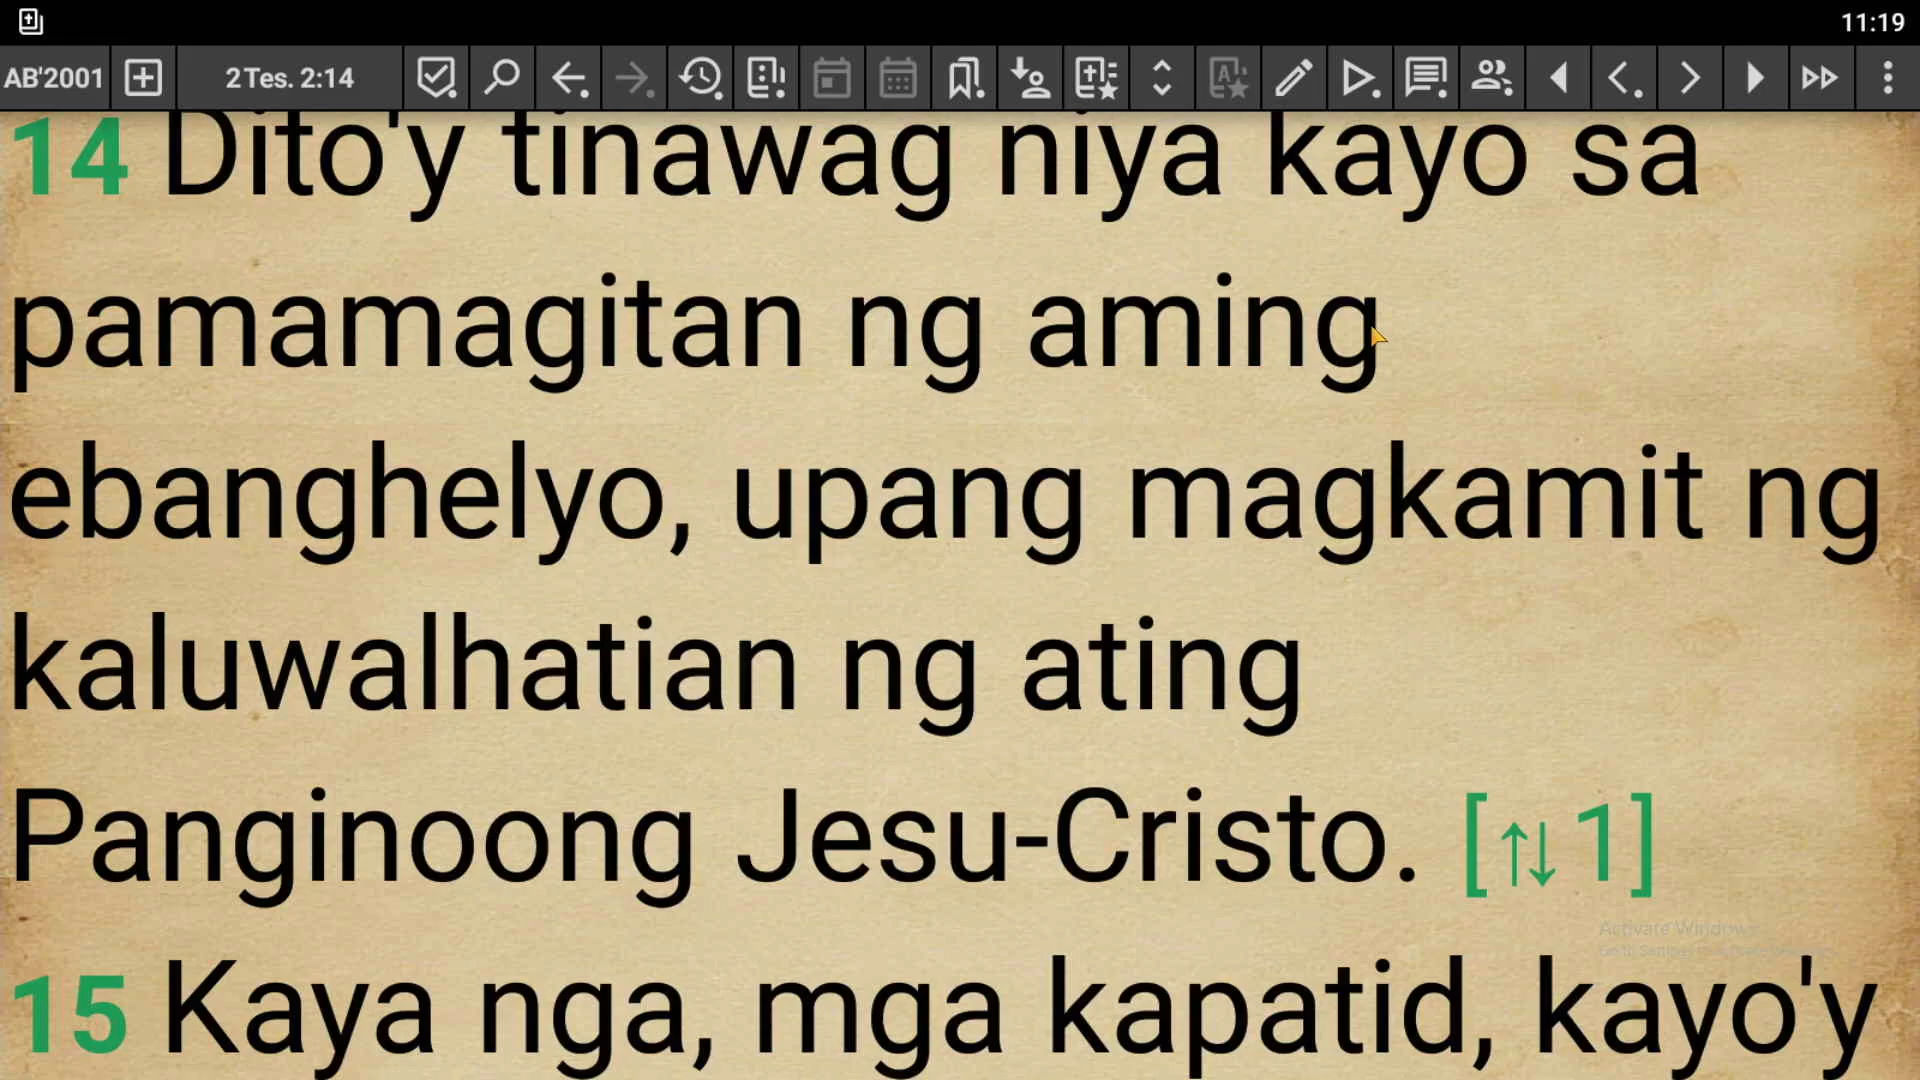 11:19
AB'2001 2Tes. 2:14
14 Dito'y tinawag niya kayo sa
pamamagitan ng aming
ebanghelyo, upang magkamit ng
kaluwalhatian ng ating
Panginoong Jesu-Cristo. [↑↓ 1]
Activate Windows
15 Kaya nga, mga kapatid, kayo'y